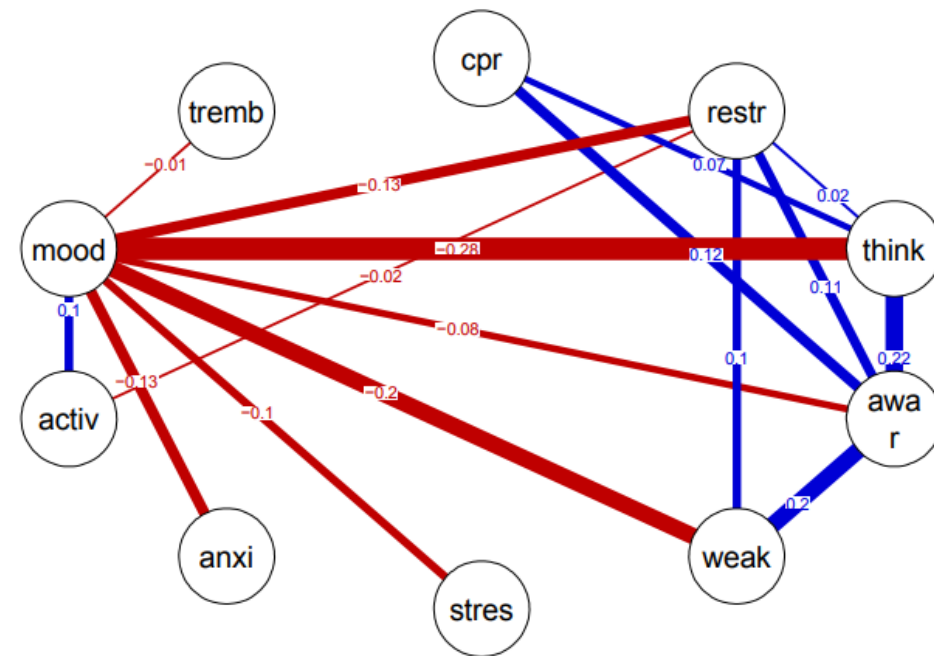 cpr
tremb
restr
−0.01
0.07
−0.13
0.02
mood
−0.28
0.12
think
−0.02
0.11
0.1
−0.08
0.1
0.22
−0.13
−0.2
−0.1
activ
awa
r
0.2
anxi
weak
stres